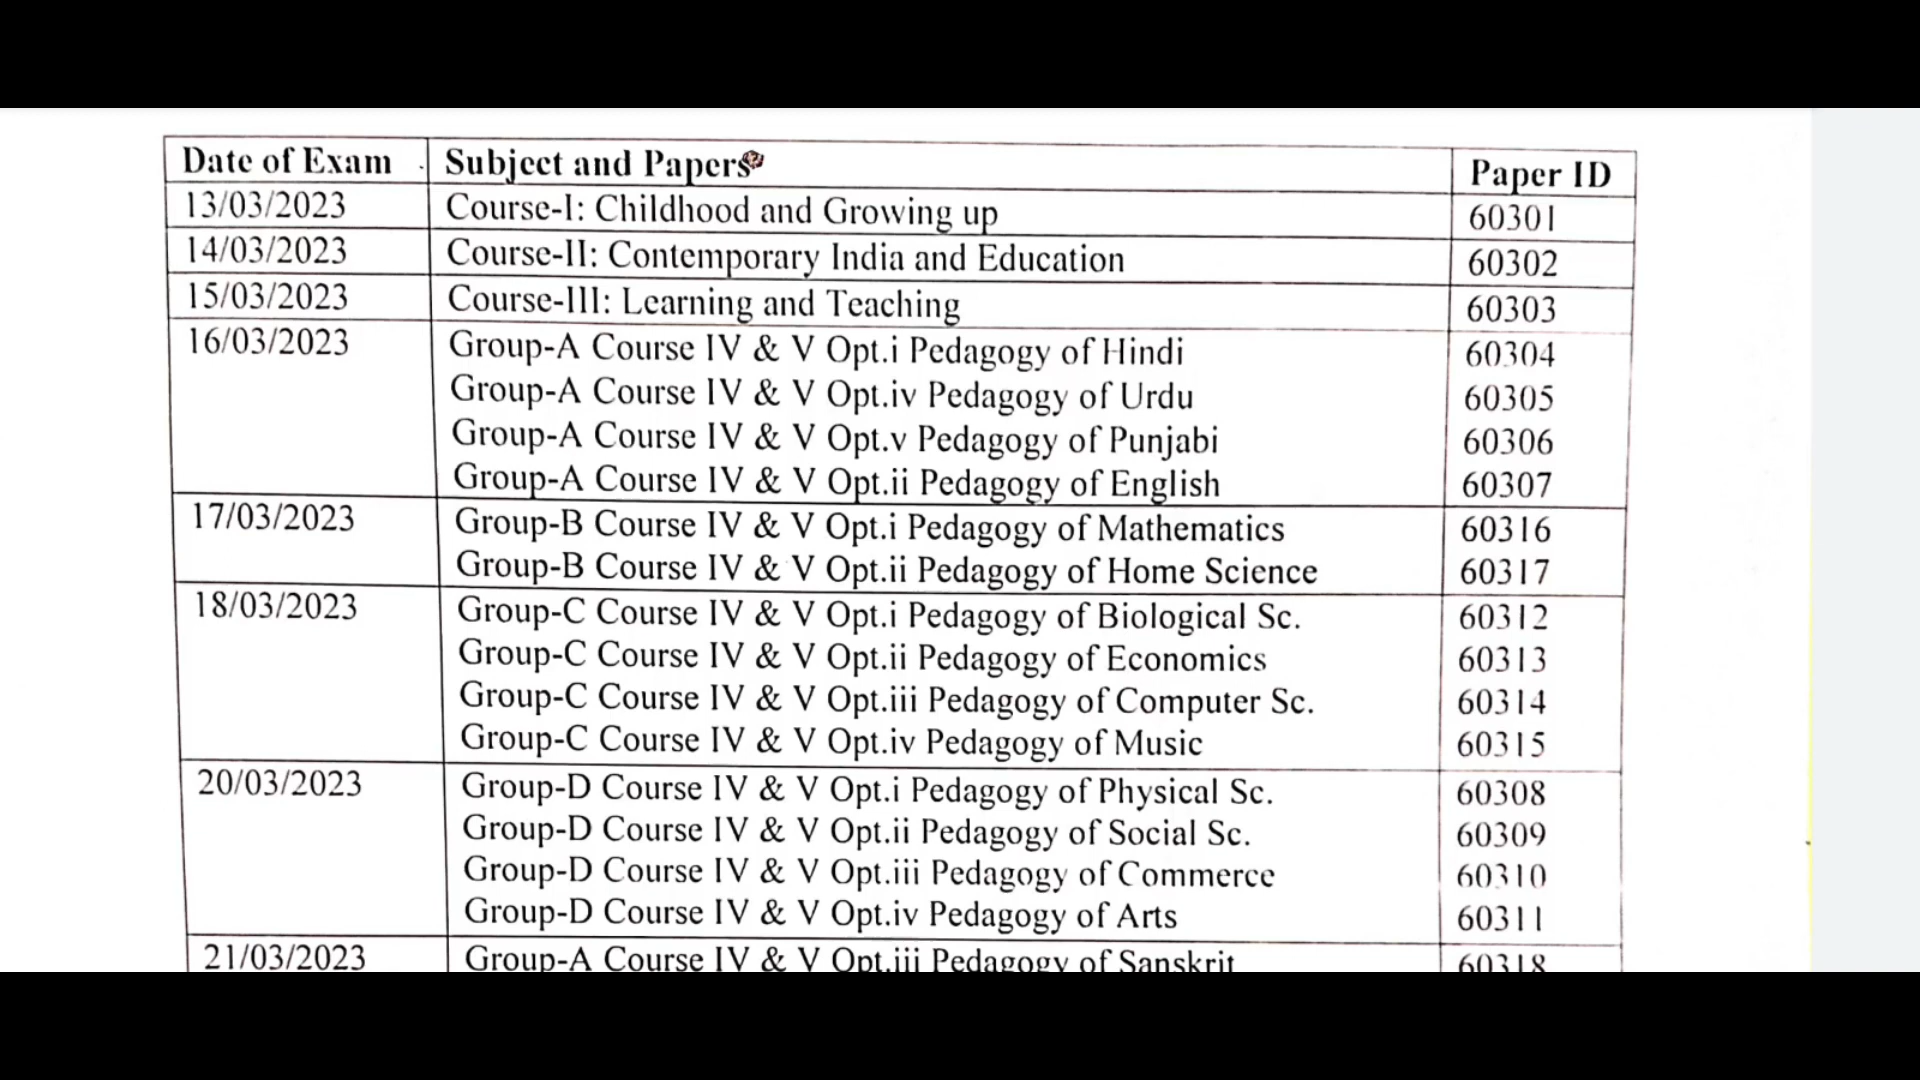 Date of Exam Subject and Papers Paper ID
13/03/2023 Course-I: Childhood and Growing up 60301
14/03/2023 Course-II: Contemporary India and Education 60302
15/03/2023 Course-III: Learning and Teaching 60303
16/03/2023 Group-A Course IV & V Opt.i Pedagogy of Hindi 60304
Group-A Course IV & V Opt.iv Pedagogy of Urdu 60305
Group-A Course IV & V Opt.v Pedagogy of Punjabi 60306
Group-A Course IV & V Opt.ii Pedagogy of English 60307
17/03/2023 Group-B Course IV & V Opt.i Pedagogy of Mathematics 60316
Group-B Course IV & V Opt.ii Pedagogy of Home Science 60317
18/03/2023 Group-C Course IV & V Opt.i Pedagogy of Biological Sc. 60312
Group-C Course IV & V Opt.ii Pedagogy of Economics 60313
Group-C Course IV & V Opt.iii Pedagogy of Computer Sc. 60314
Group-C Course IV & V Opt.iv Pedagogy of Music 60315
20/03/2023 Group-D Course IV & V Opt.i Pedagogy of Physical Sc. 60308
Group-D Course IV & V Opt.ii Pedagogy of Social Sc. 60309
Group-D Course IV & V Opt.iii Pedagogy of Commerce 60310
Group-D Course IV & V Opt.iv Pedagogy of Arts 60311
21/03/2023 Group-A Course IV & V Opt.iii Pedagogy of Sanskrit 60318